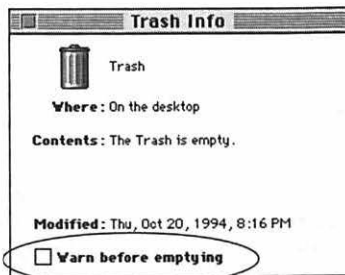 Trash Info
Trash
Where: On the desktop
Contents: The Trash is empty.
Modified: Thu, Oct 20, 1994, 8:16 PM
Warn before emptying